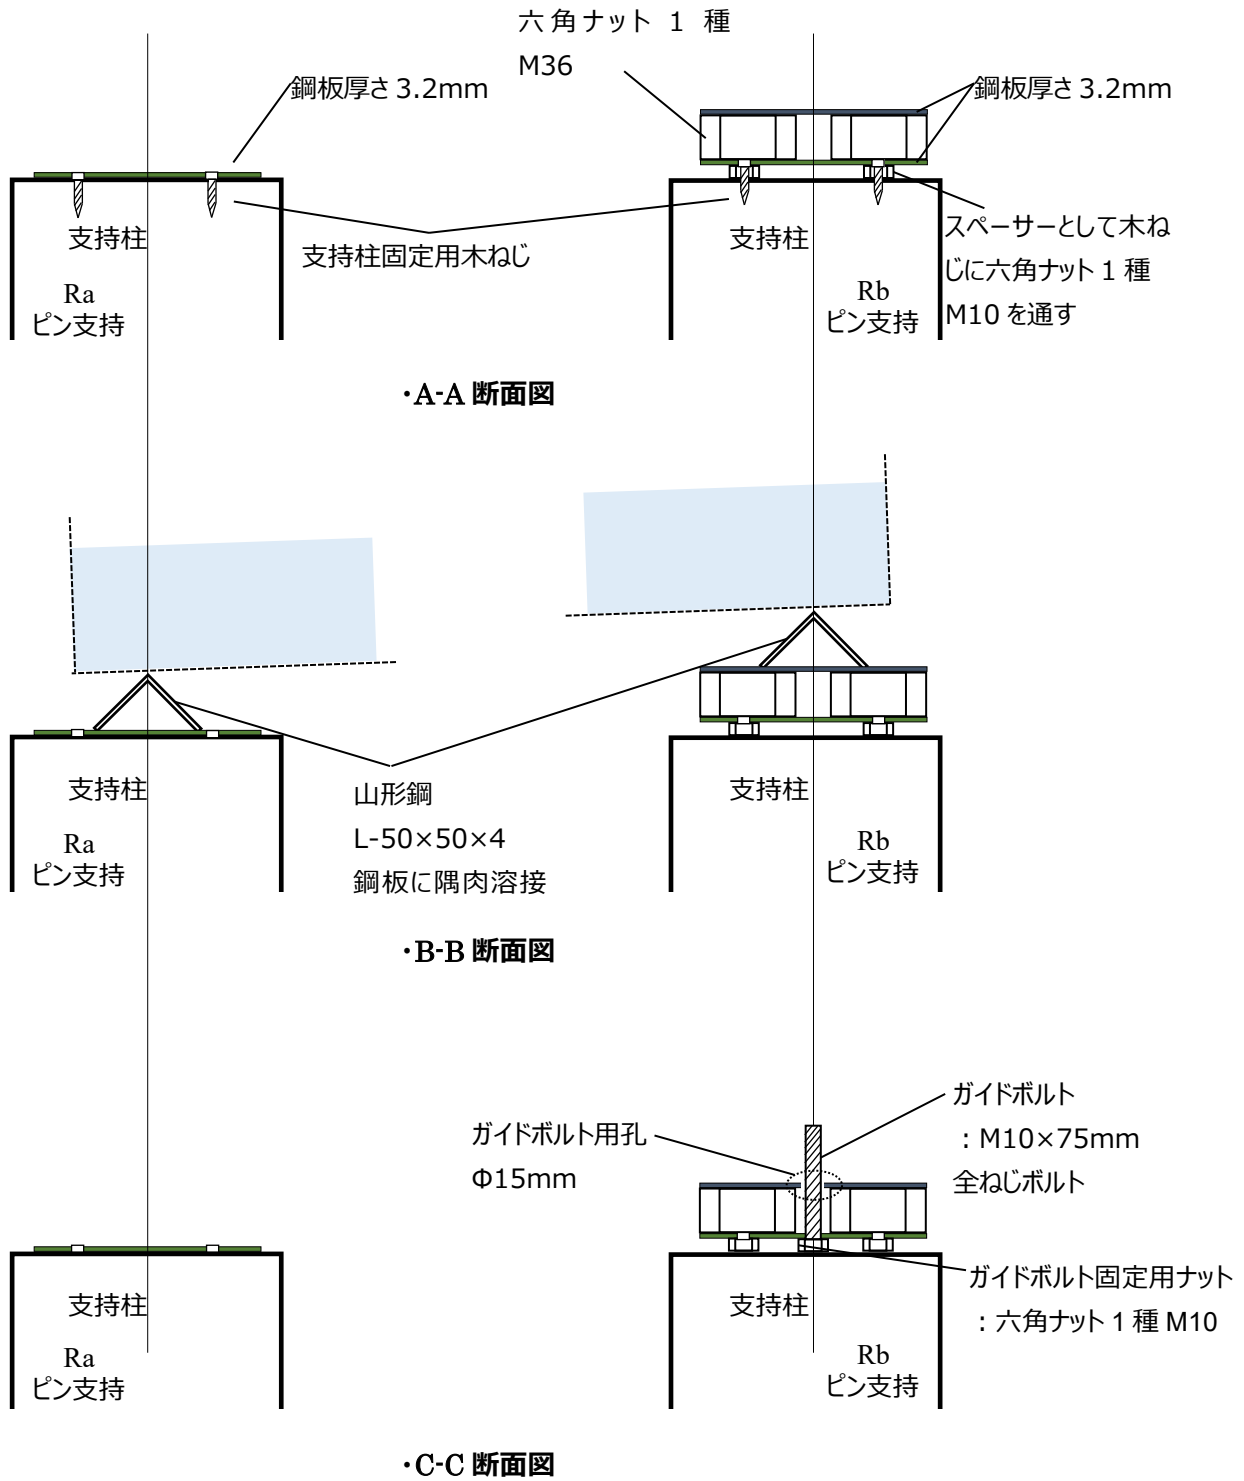 六角ナット 1 種
M36
鋼板厚さ 3.2mm
鋼板厚さ 3.2mm
支持柱
支持柱固定用木ねじ
Ra
ピン支持
支持柱
Rb
ピン支持
スペーサーとして木ね
じに六角ナット 1 種
M10 を通す
・A-A 断面図
支持柱
Ra
ピン支持
山形鋼
L-50×50×4
鋼板に隅肉溶接
支持柱
Rb
ピン支持
・B-B 断面図
ガイドボルト用孔
Φ15mm
ガイドボルト
：M10×75mm
全ねじボルト
支持柱
Ra
ピン支持
支持柱
Rb
ピン支持
ガイドボルト固定用ナット
：六角ナット 1 種 M10
・C-C 断面図